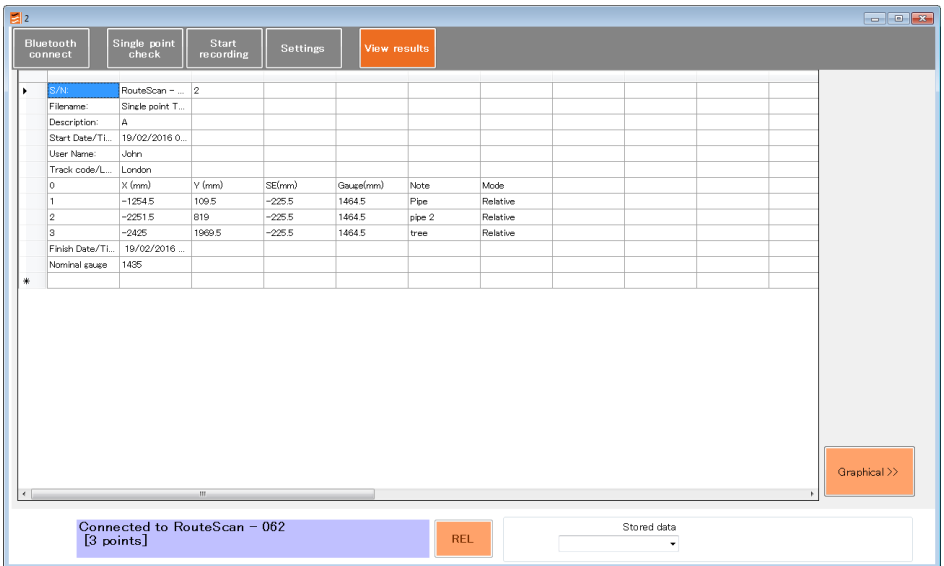 2
Bluetooth connect
Single point check
Start recording
Settings
View results
S/N: RouteScan - ... 2
Filename: Single point T...
Description: A
Start Date/Ti... 19/02/2016 0...
User Name: John
Track code/L... London
0 X (mm) Y (mm) SE(mm) Gauge(mm) Note Mode
1 -1254.5 109.5 -225.5 1464.5 Pipe Relative
2 -2251.5 819 -225.5 1464.5 pipe 2 Relative
3 -2425 1969.5 -225.5 1464.5 tree Relative
Finish Date/Ti... 19/02/2016 ...
Nominal gauge 1435
Graphical >>
Connected to RouteScan - 062
[3 points]
REL
Stored data